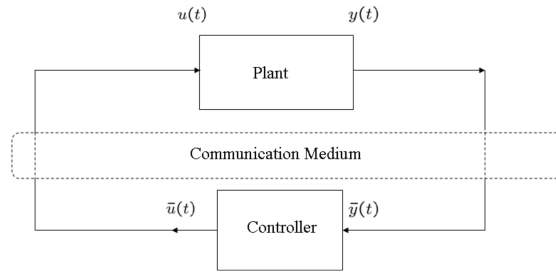 u(t)
y(t)
Plant
Communication Medium
ū(t)
ȳ(t)
Controller